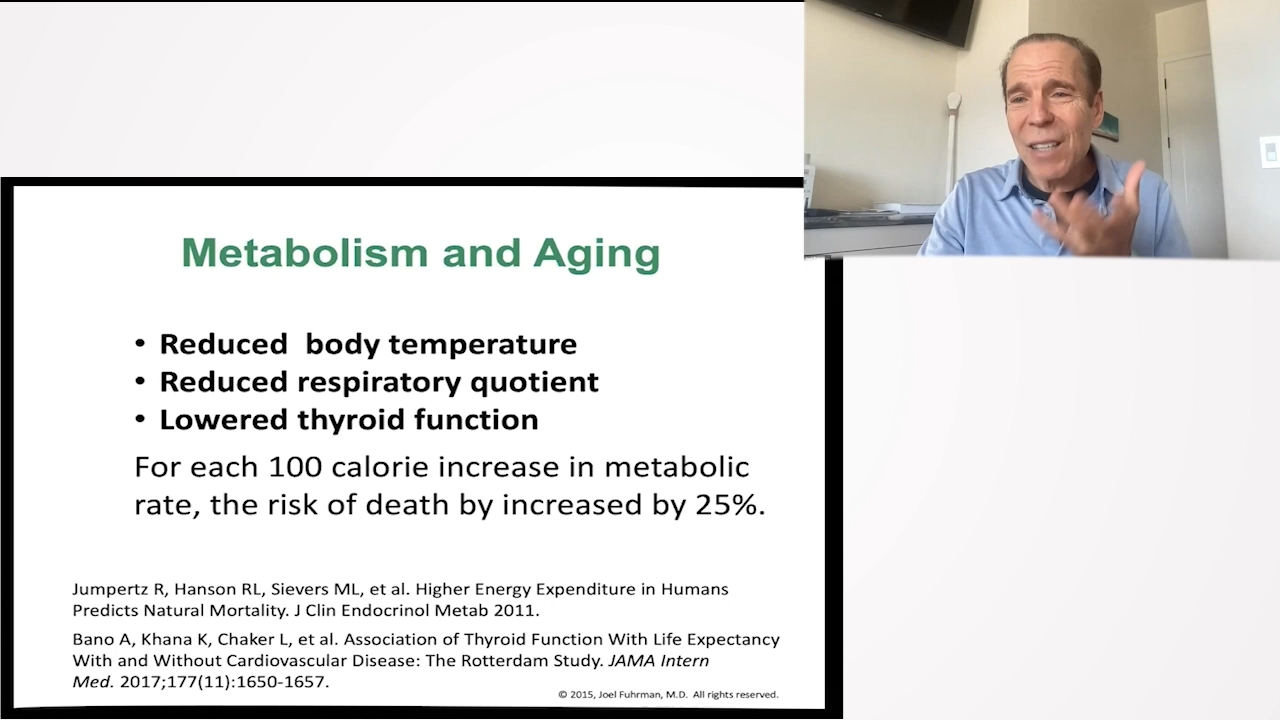 Metabolism and Aging
• Reduced  body temperature
• Reduced respiratory quotient
• Lowered thyroid function
For each 100 calorie increase in metabolic
rate, the risk of death by increased by 25%.
Jumpertz R, Hanson RL, Sievers ML, et al. Higher Energy Expenditure in Humans
Predicts Natural Mortality. J Clin Endocrinol Metab 2011.
Bano A, Khana K, Chaker L, et al. Association of Thyroid Function With Life Expectancy
With and Without Cardiovascular Disease: The Rotterdam Study. JAMA Intern
Med. 2017;177(11):1650-1657.
© 2015, Joel Fuhrman, M.D.  All rights reserved.